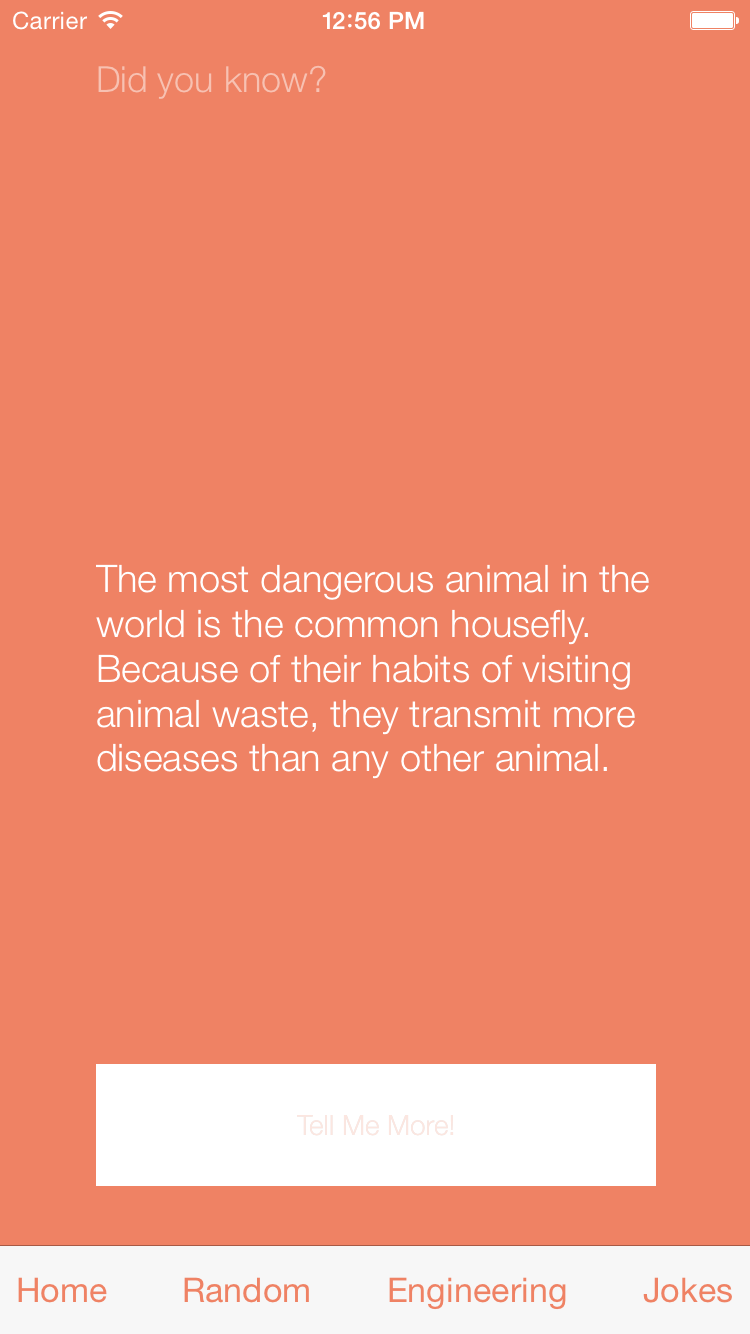 Carrier 12:56 PM
Did you know?
The most dangerous animal in the
world is the common housefly.
Because of their habits of visiting
animal waste, they transmit more
diseases than any other animal.
Tell Me More!
Home Random Engineering Jokes